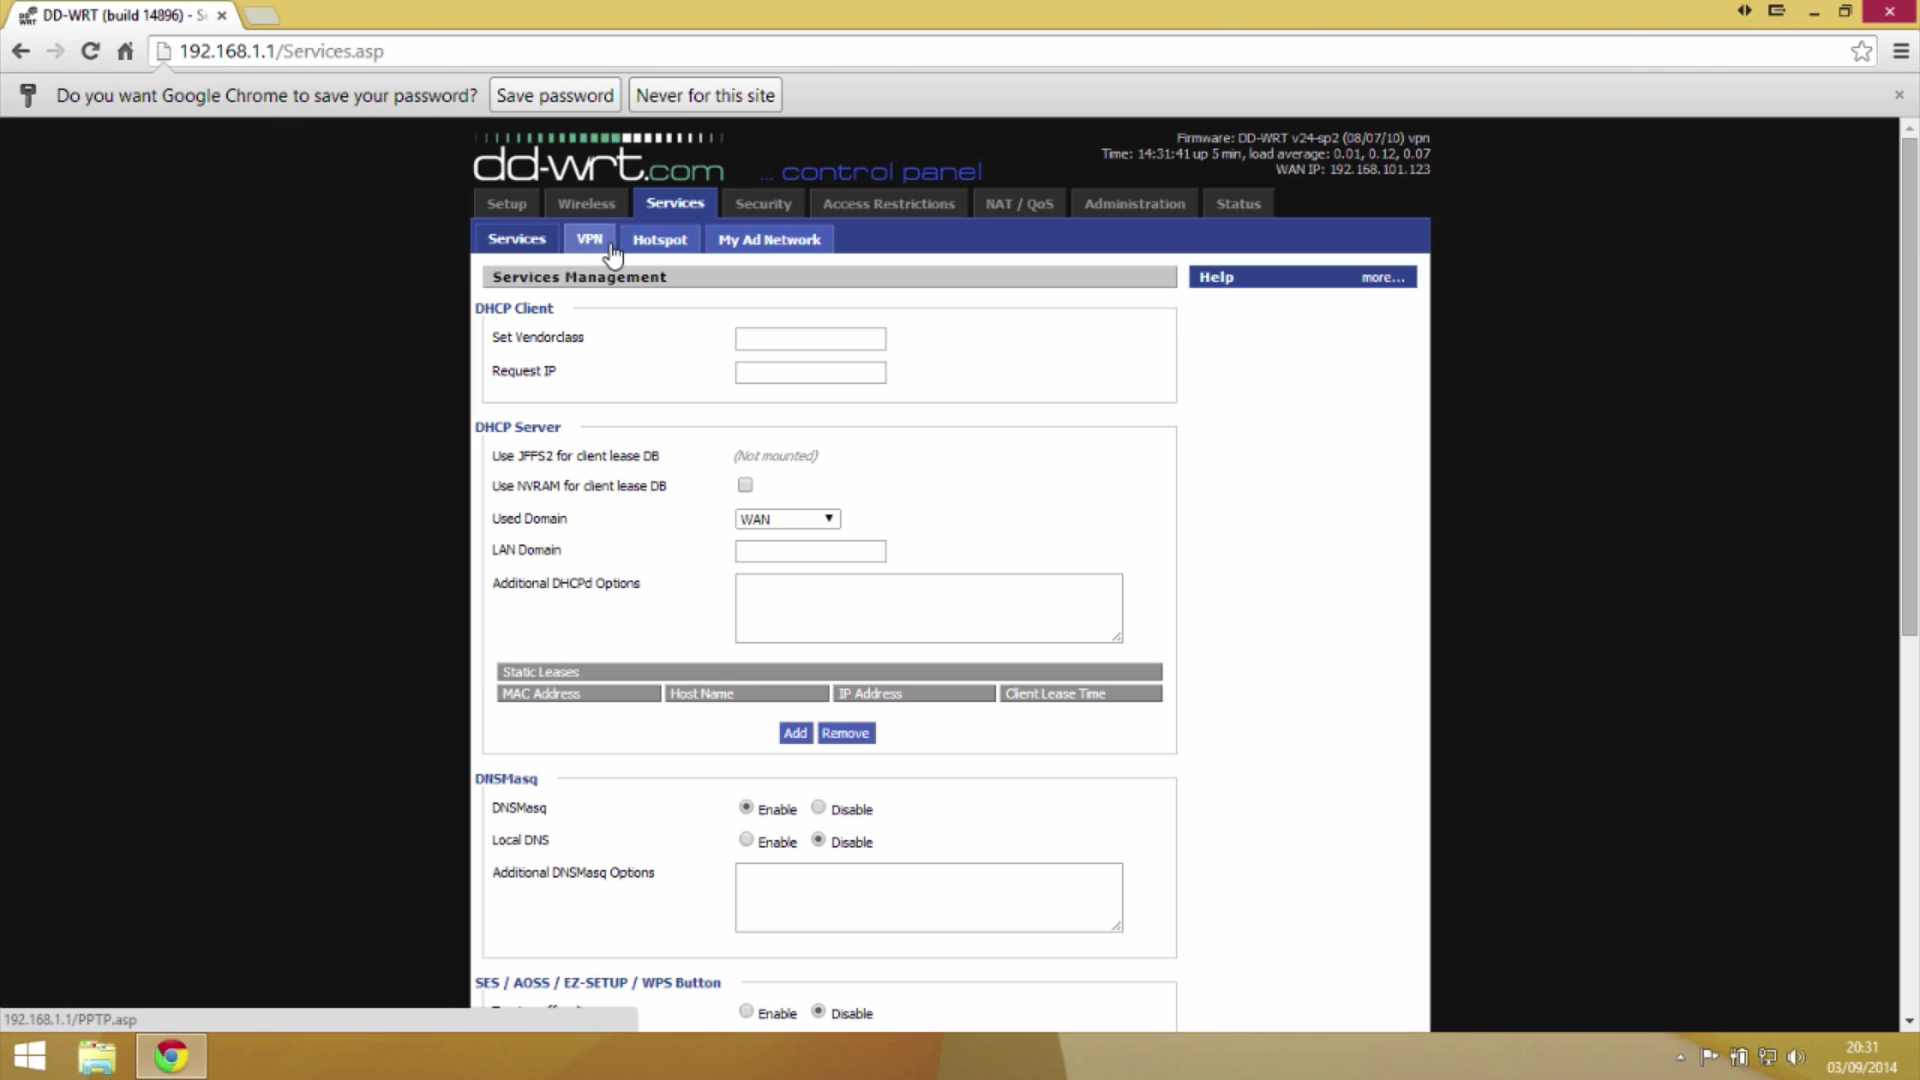 DD-WRT (build 14896) - Se
192.168.1.1/Services.asp
Do you want Google Chrome to save your password? Save password Never for this site
dd-wrt.com ... control panel
Firmware: DD-WRT v24-sp2 (08/07/10) vpn
Time: 14:31:41 up 5 min, load average: 0.01, 0.12, 0.07
WAN IP: 192.168.101.123
Setup Wireless Services Security Access Restrictions NAT / QoS Administration Status
Services VPN Hotspot My Ad Network
Services Management
Help more...
DHCP Client
Set Vendorclass
Request IP
DHCP Server
Use JFFS2 for client lease DB (Not mounted)
Use NVRAM for client lease DB
Used Domain WAN
LAN Domain
Additional DHCPd Options
Static Leases
MAC Address Host Name IP Address Client Lease Time
Add Remove
DNSMasq
DNSMasq Enable Disable
Local DNS Enable Disable
Additional DNSMasq Options
SES / AOSS / EZ-SETUP / WPS Button
Enable Disable
192.168.1.1/PPTP.asp
20:31
03/09/2014